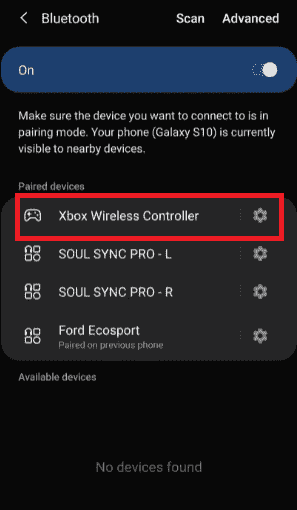 Bluetooth Scan Advanced
On
Make sure the device you want to connect to is in
pairing mode. Your phone (Galaxy S10) is currently
visible to nearby devices.
Paired devices
Xbox Wireless Controller
SOUL SYNC PRO - L
SOUL SYNC PRO - R
Ford Ecosport
Paired on previous phone
Available devices
No devices found